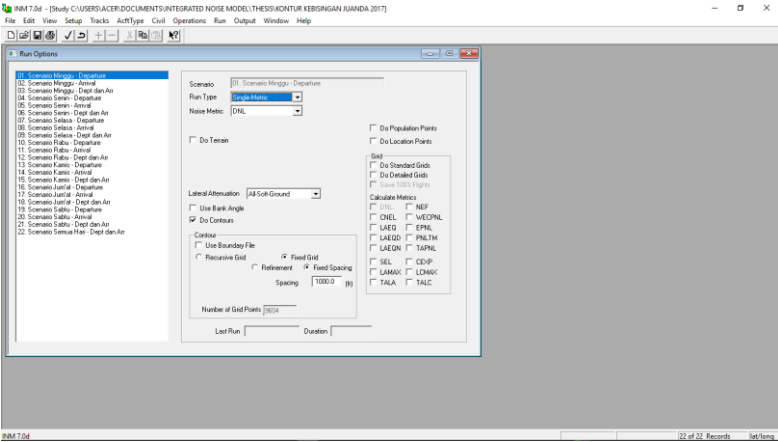 INM 7.0d - [Study C:\USERS\ACER\DOCUMENTS\INTEGRATED NOISE MODEL\THESIS\KONTUR KEBISINGAN JUANDA 2017]
File Edit View Setup Tracks AcftType Civil Operations Run Output Window Help
Run Options
01. Scenario Minggu - Departure
02. Scenario Minggu - Arrival
03. Scenario Minggu - Dept dan Arr
04. Scenario Senin - Departure
05. Scenario Senin - Arrival
06. Scenario Senin - Dept dan Arr
07. Scenario Selasa - Departure
08. Scenario Selasa - Arrival
09. Scenario Selasa - Dept dan Arr
10. Scenario Rabu - Departure
11. Scenario Rabu - Arrival
12. Scenario Rabu - Dept dan Arr
13. Scenario Kamis - Departure
14. Scenario Kamis - Arrival
15. Scenario Kamis - Dept dan Arr
16. Scenario Jum'at - Departure
17. Scenario Jum'at - Arrival
18. Scenario Jum'at - Dept dan Arr
19. Scenario Sabtu - Departure
20. Scenario Sabtu - Arrival
21. Scenario Sabtu - Dept dan Arr
22. Scenario Semua Hari - Dept dan Arr
Scenario 01. Scenario Minggu - Departure
Run Type Single Metric
Noise Metric DNL
Do Terrain
Lateral Attenuation All-Soft-Ground
Use Bank Angle
Do Contours
Contour
Use Boundary File
Recursive Grid Fixed Grid
Refinement Fixed Spacing
Spacing 1000.0 (ft)
Number of Grid Points 9604
Last Run Duration
Do Population Points
Do Location Points
Grid
Do Standard Grids
Do Detailed Grids
Save 100% Flights
Calculate Metrics
DNL NEF
CNEL WECPNL
LAEQ EPNL
LAEQD PNLTM
LAEQN TAPNL
SEL CEXP
LAMAX LCMAX
TALA TALC
INM 7.0d 22 of 22 Records lat/long